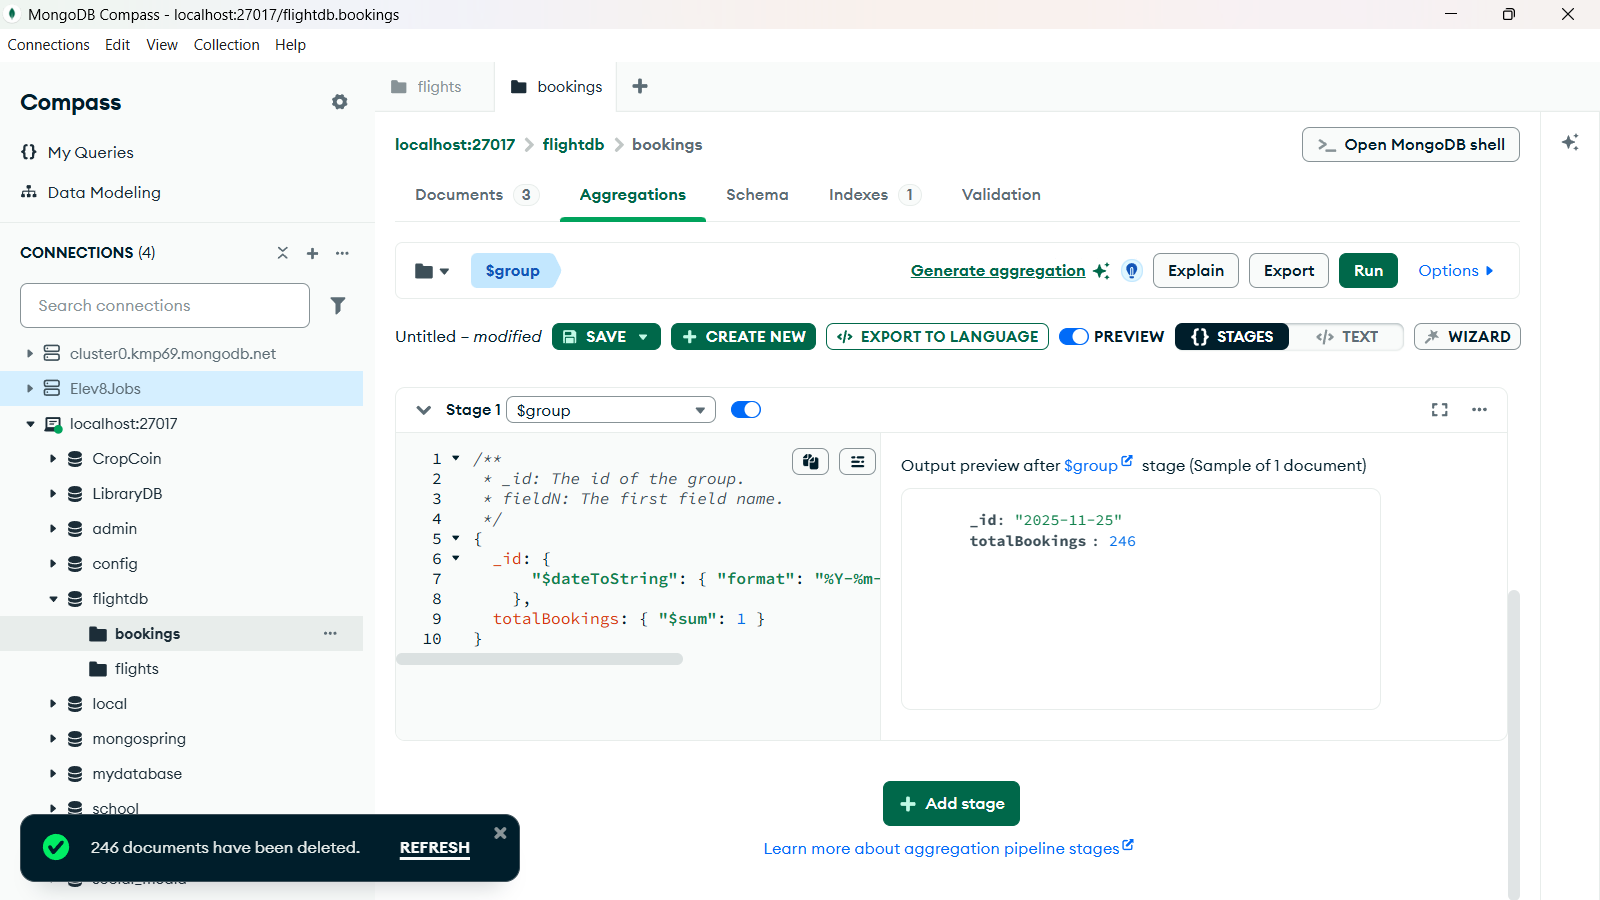 MongoDB Compass - localhost:27017/flightdb.bookings
Connections Edit View Collection Help
Compass
My Queries
Data Modeling
CONNECTIONS (4)
Search connections
cluster0.kmp69.mongodb.net
Elev8Jobs
localhost:27017
CropCoin
LibraryDB
admin
config
flightdb
bookings
flights
local
mongospring
mydatabase
school
246 documents have been deleted. REFRESH
flights bookings
localhost:27017 flightdb bookings
Open MongoDB shell
Documents 3 Aggregations Schema Indexes 1 Validation
$group Generate aggregation Explain Export Run Options
Untitled – modified SAVE CREATE NEW EXPORT TO LANGUAGE PREVIEW {} STAGES </> TEXT WIZARD
Stage 1 $group
1 /**
2 * _id: The id of the group.
3 * fieldN: The first field name.
4 */
5 {
6 _id: {
7 "$dateToString": { "format": "%Y-%m-
8 },
9 totalBookings: { "$sum": 1 }
10 }
Output preview after $group stage (Sample of 1 document)
_id: "2025-11-25"
totalBookings : 246
Add stage
Learn more about aggregation pipeline stages